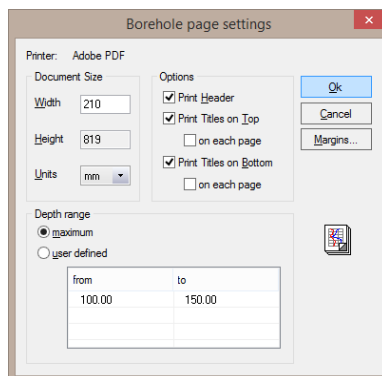 Borehole page settings
Printer: Adobe PDF
Document Size
Width 210
Height 819
Units mm
Options
Print Header
Print Titles on Top
on each page
Print Titles on Bottom
on each page
Ok
Cancel
Margins...
Depth range
maximum
user defined
from to
100.00 150.00